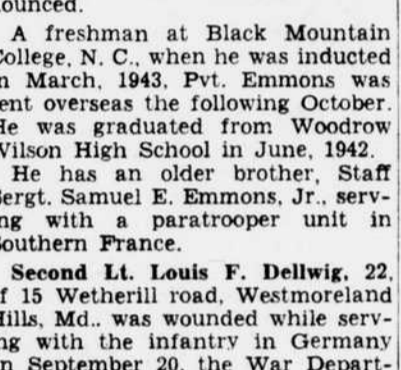 nounced.
A freshman at Black Mountain
College, N. C., when he was inducted
in March, 1943, Pvt. Emmons was
sent overseas the following October.
He was graduated from Woodrow
Wilson High School in June, 1942.
He has an older brother, Staff
Sergt. Samuel E. Emmons, Jr., serv-
ing with a paratrooper unit in
Southern France.
Second Lt. Louis F. Dellwig, 22,
of 15 Wetherill road, Westmoreland
Hills, Md.. was wounded while serv-
ing with the infantry in Germany
on September 20, the War Depart-